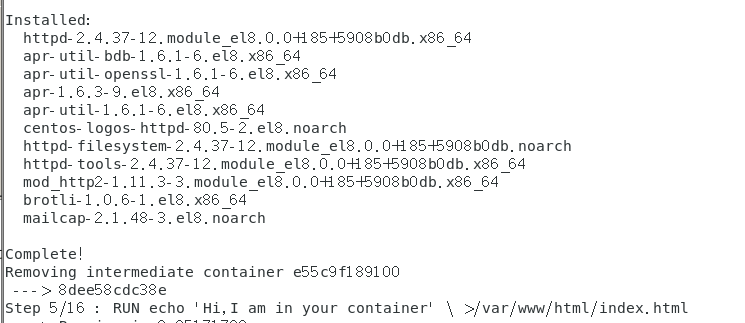 Installed:
httpd-2.4.37-12.module_el8.0.0+185+5908b0db.x86_64
apr-util-bdb-1.6.1-6.el8.x86_64
apr-util-openssl-1.6.1-6.el8.x86_64
apr-1.6.3-9.el8.x86_64
apr-util-1.6.1-6.el8.x86_64
centos-logos-httpd-80.5-2.el8.noarch
httpd-filesystem-2.4.37-12.module_el8.0.0+185+5908b0db.noarch
httpd-tools-2.4.37-12.module_el8.0.0+185+5908b0db.x86_64
mod_http2-1.11.3-3.module_el8.0.0+185+5908b0db.x86_64
brotli-1.0.6-1.el8.x86_64
mailcap-2.1.48-3.el8.noarch
Complete!
Removing intermediate container e55c9f189100
---> 8dee58cdc38e
Step 5/16 : RUN echo 'Hi,I am in your container' \ >/var/www/html/index.html